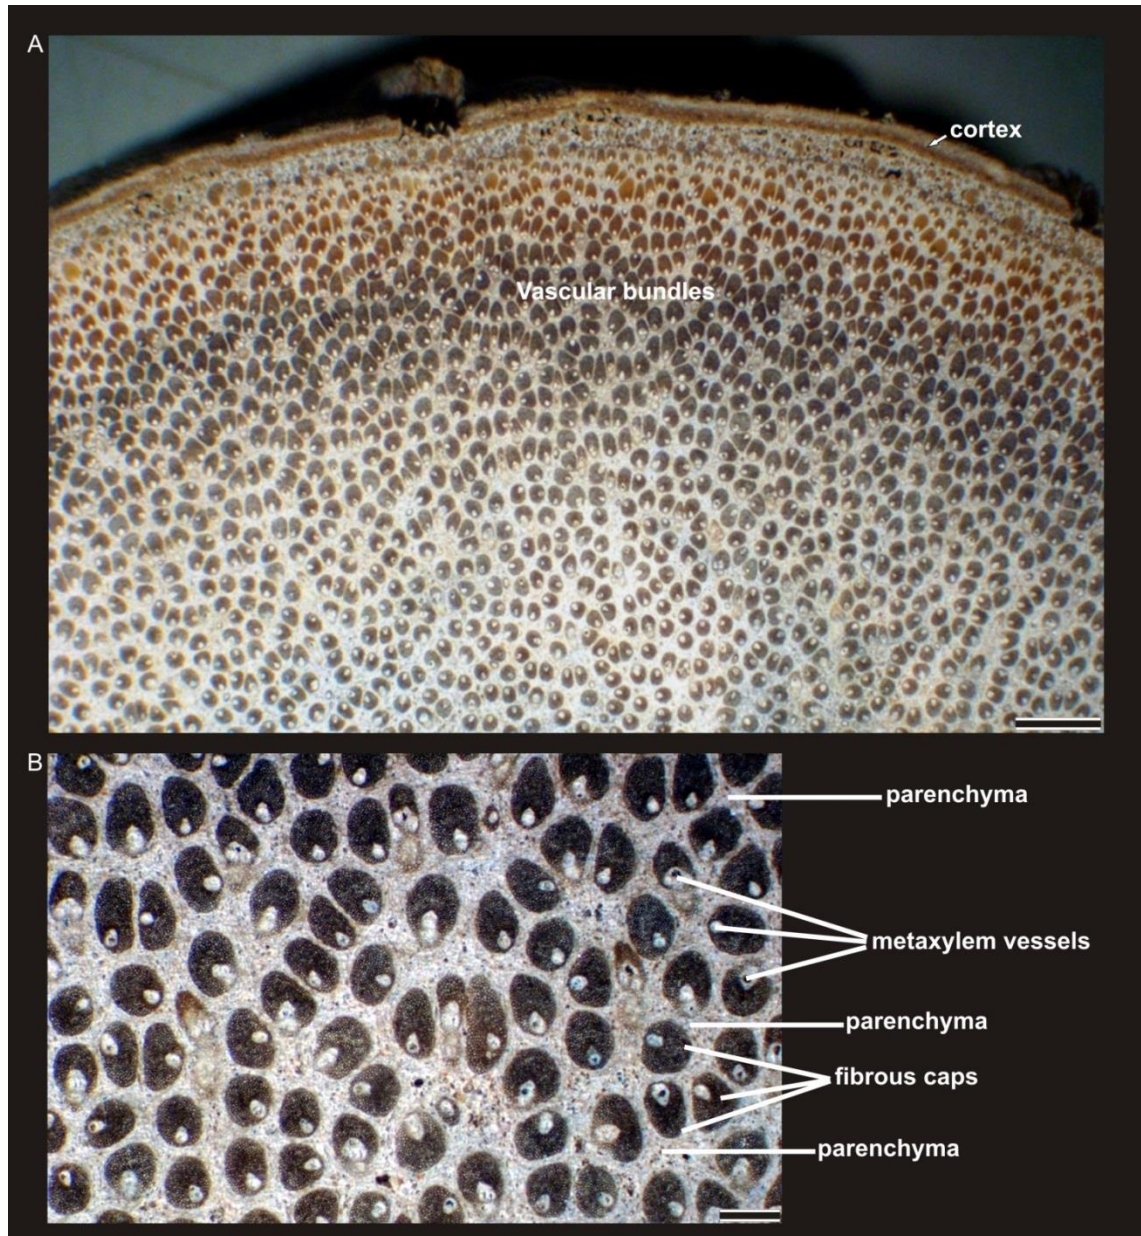 A
cortex
Vascular bundles
B
parenchyma
metaxylem vessels
parenchyma
fibrous caps
parenchyma